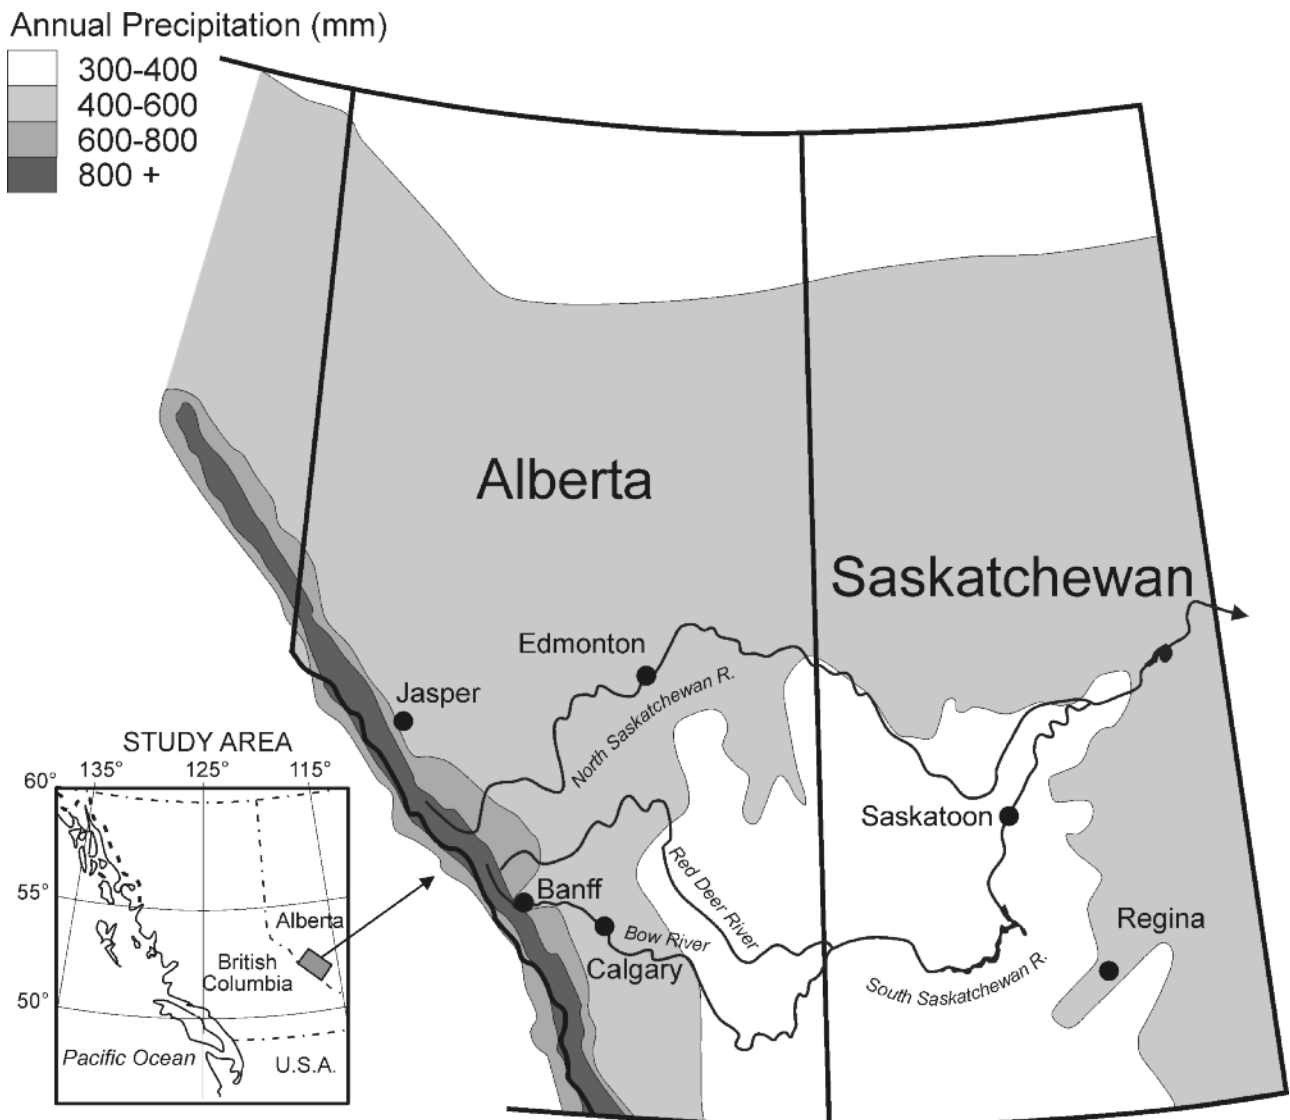 Annual Precipitation (mm)
300-400
400-600
600-800
800 +
Alberta
Saskatchewan
Edmonton
Jasper
North Saskatchewan R.
STUDY AREA
135°
125°
115°
60°
55°
50°
Alberta
British
Columbia
Pacific Ocean
U.S.A.
Saskatoon
Banff
Red Deer River
Bow River
Calgary
Regina
South Saskatchewan R.